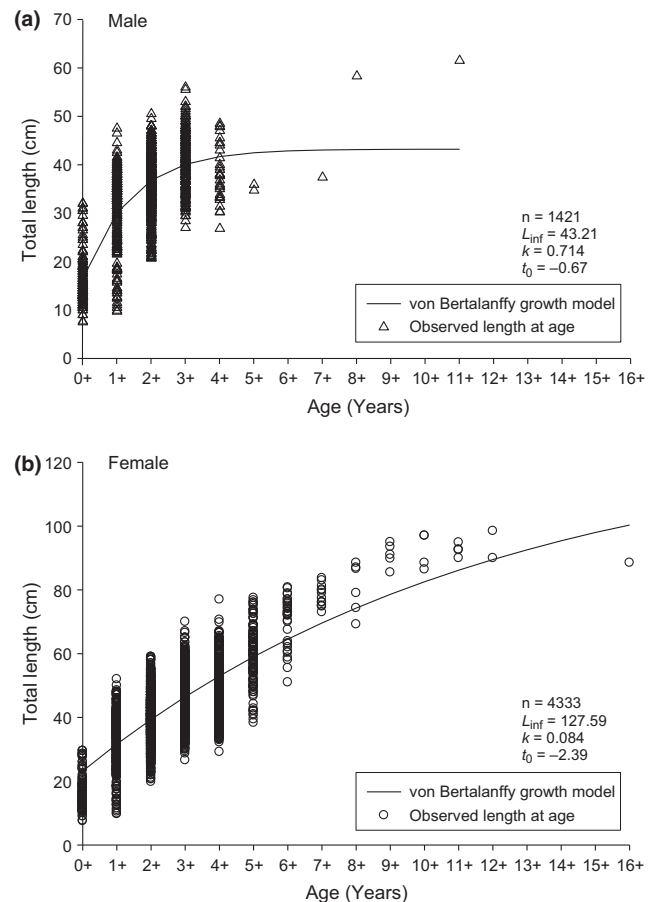 (a) Male
70
60
50
40
30
20
10
0
Total length (cm)
n = 1421
Linf = 43.21
k = 0.714
t0 = –0.67
von Bertalanffy growth model
Observed length at age
0+ 1+ 2+ 3+ 4+ 5+ 6+ 7+ 8+ 9+ 10+ 11+ 12+ 13+ 14+ 15+ 16+
Age (Years)
(b) Female
120
100
80
60
40
20
0
Total length (cm)
n = 4333
Linf = 127.59
k = 0.084
t0 = –2.39
von Bertalanffy growth model
Observed length at age
0+ 1+ 2+ 3+ 4+ 5+ 6+ 7+ 8+ 9+ 10+ 11+ 12+ 13+ 14+ 15+ 16+
Age (Years)